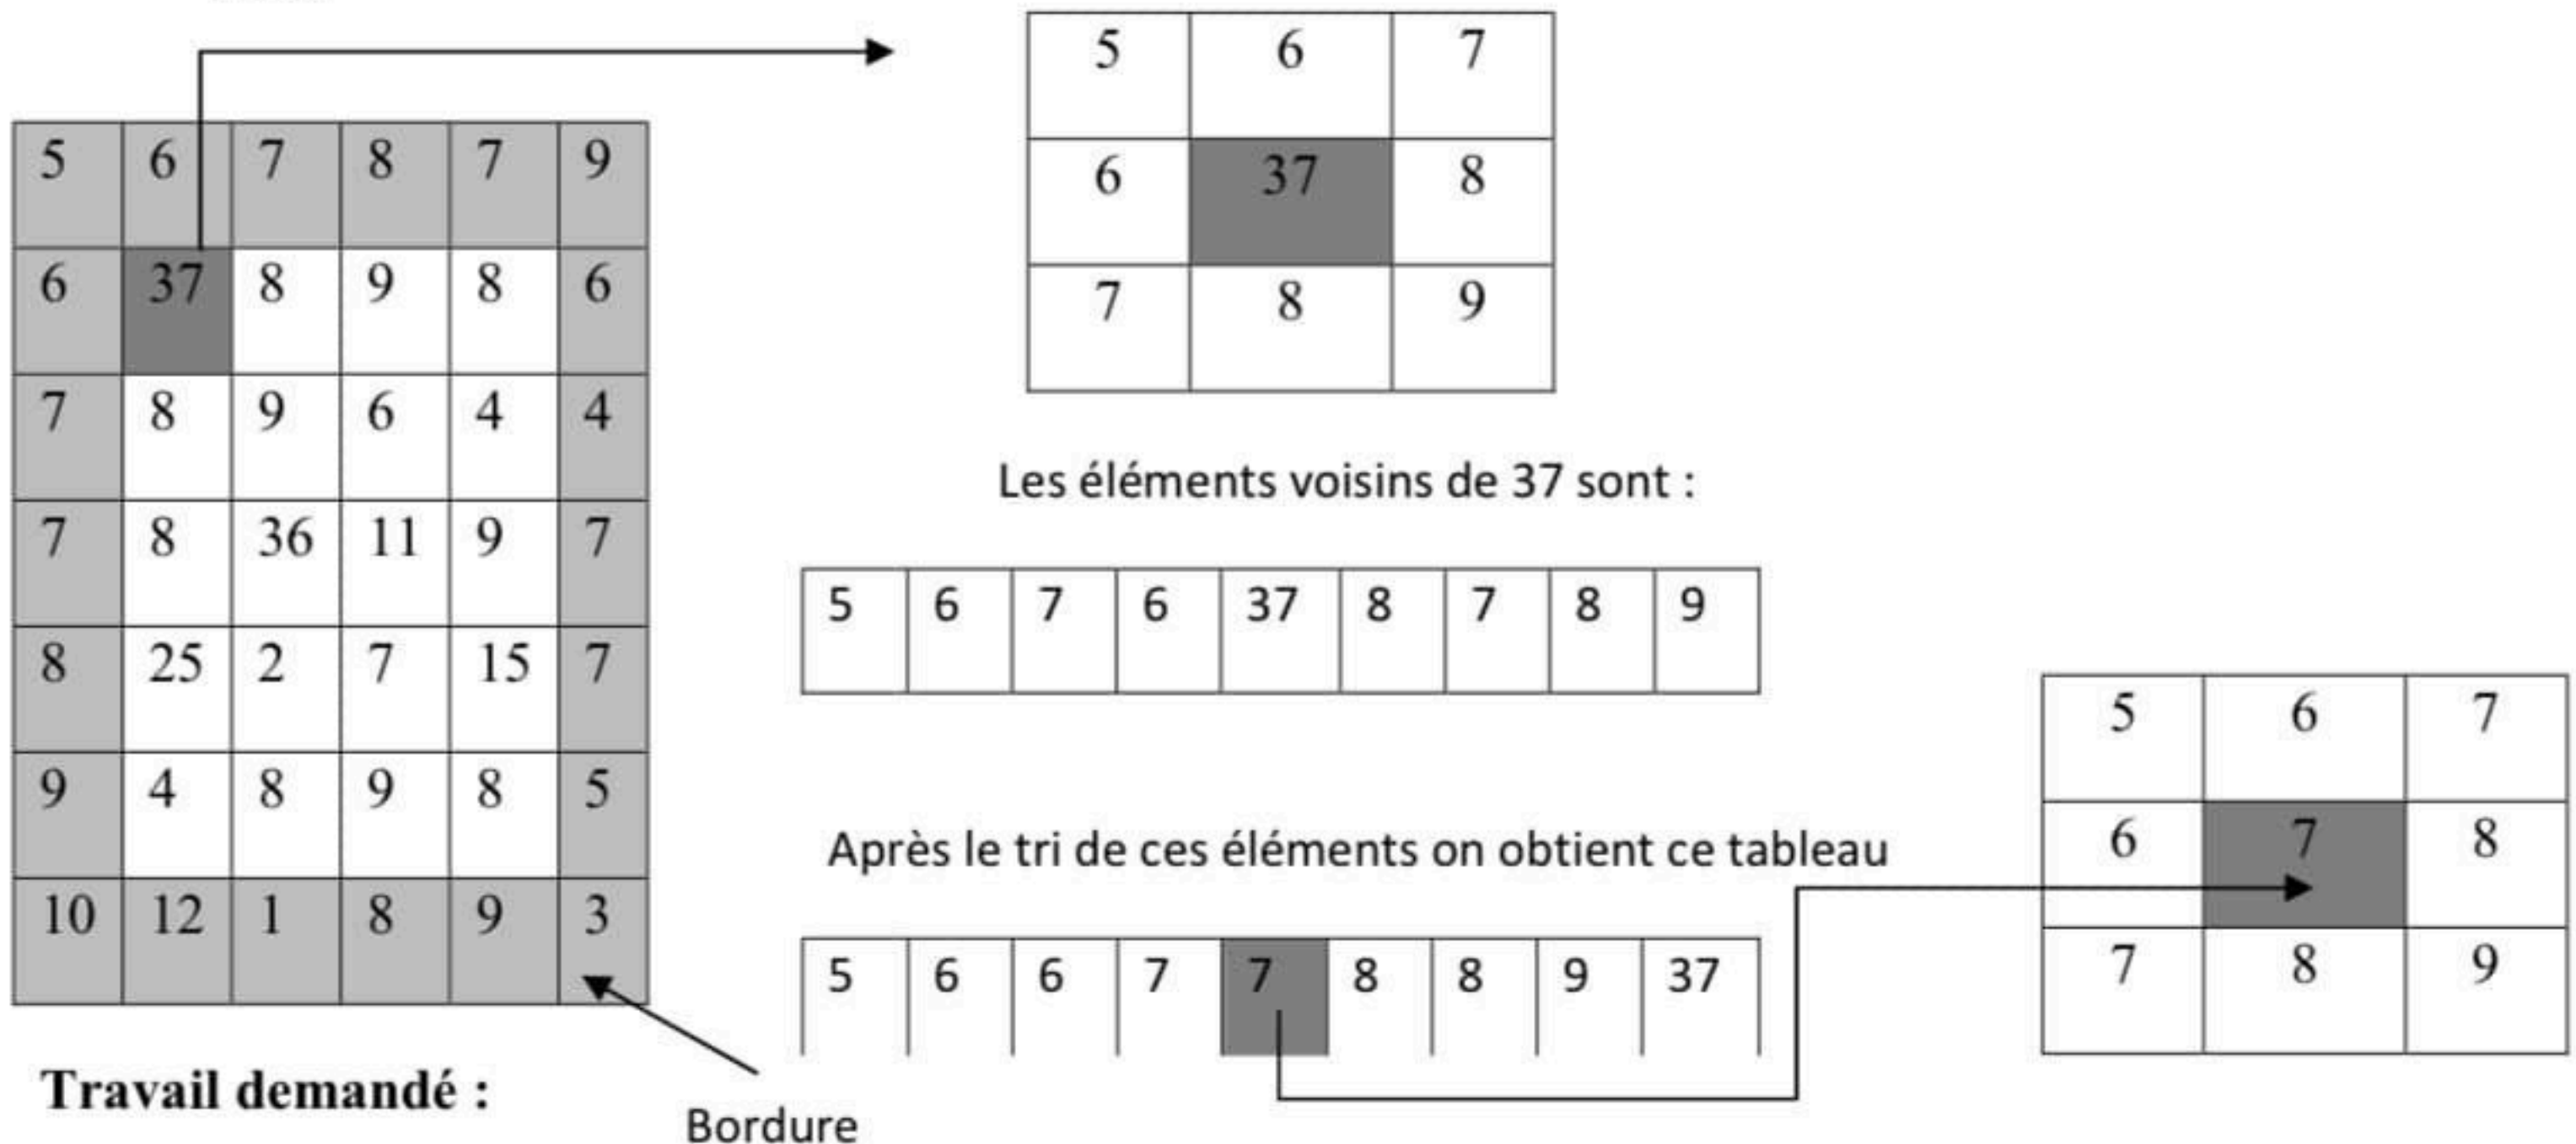 5 6 7
6 37 8
7 8 9
5 6 7 8 7 9
6 37 8 9 8 6
7 8 9 6 4 4
7 8 36 11 9 7
8 25 2 7 15 7
9 4 8 9 8 5
10 12 1 8 9 3
Les éléments voisins de 37 sont :
5 6 7 6 37 8 7 8 9
Après le tri de ces éléments on obtient ce tableau
5 6 6 7 7 8 8 9 37
5 6 7
6 7 8
7 8 9
Travail demandé :
Bordure